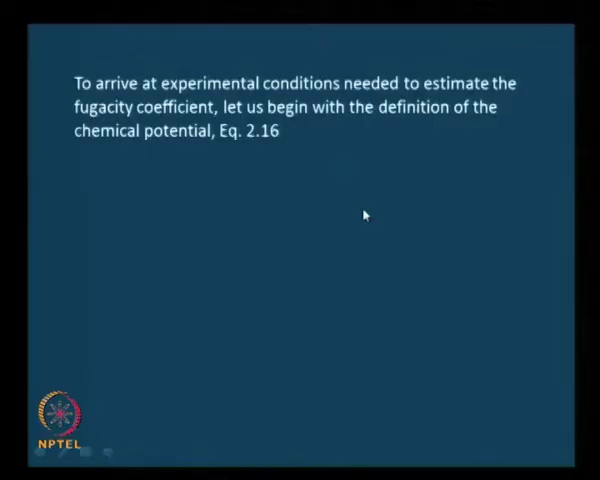 To arrive at experimental conditions needed to estimate the
fugacity coefficient, let us begin with the definition of the
chemical potential, Eq. 2.16
NPTEL